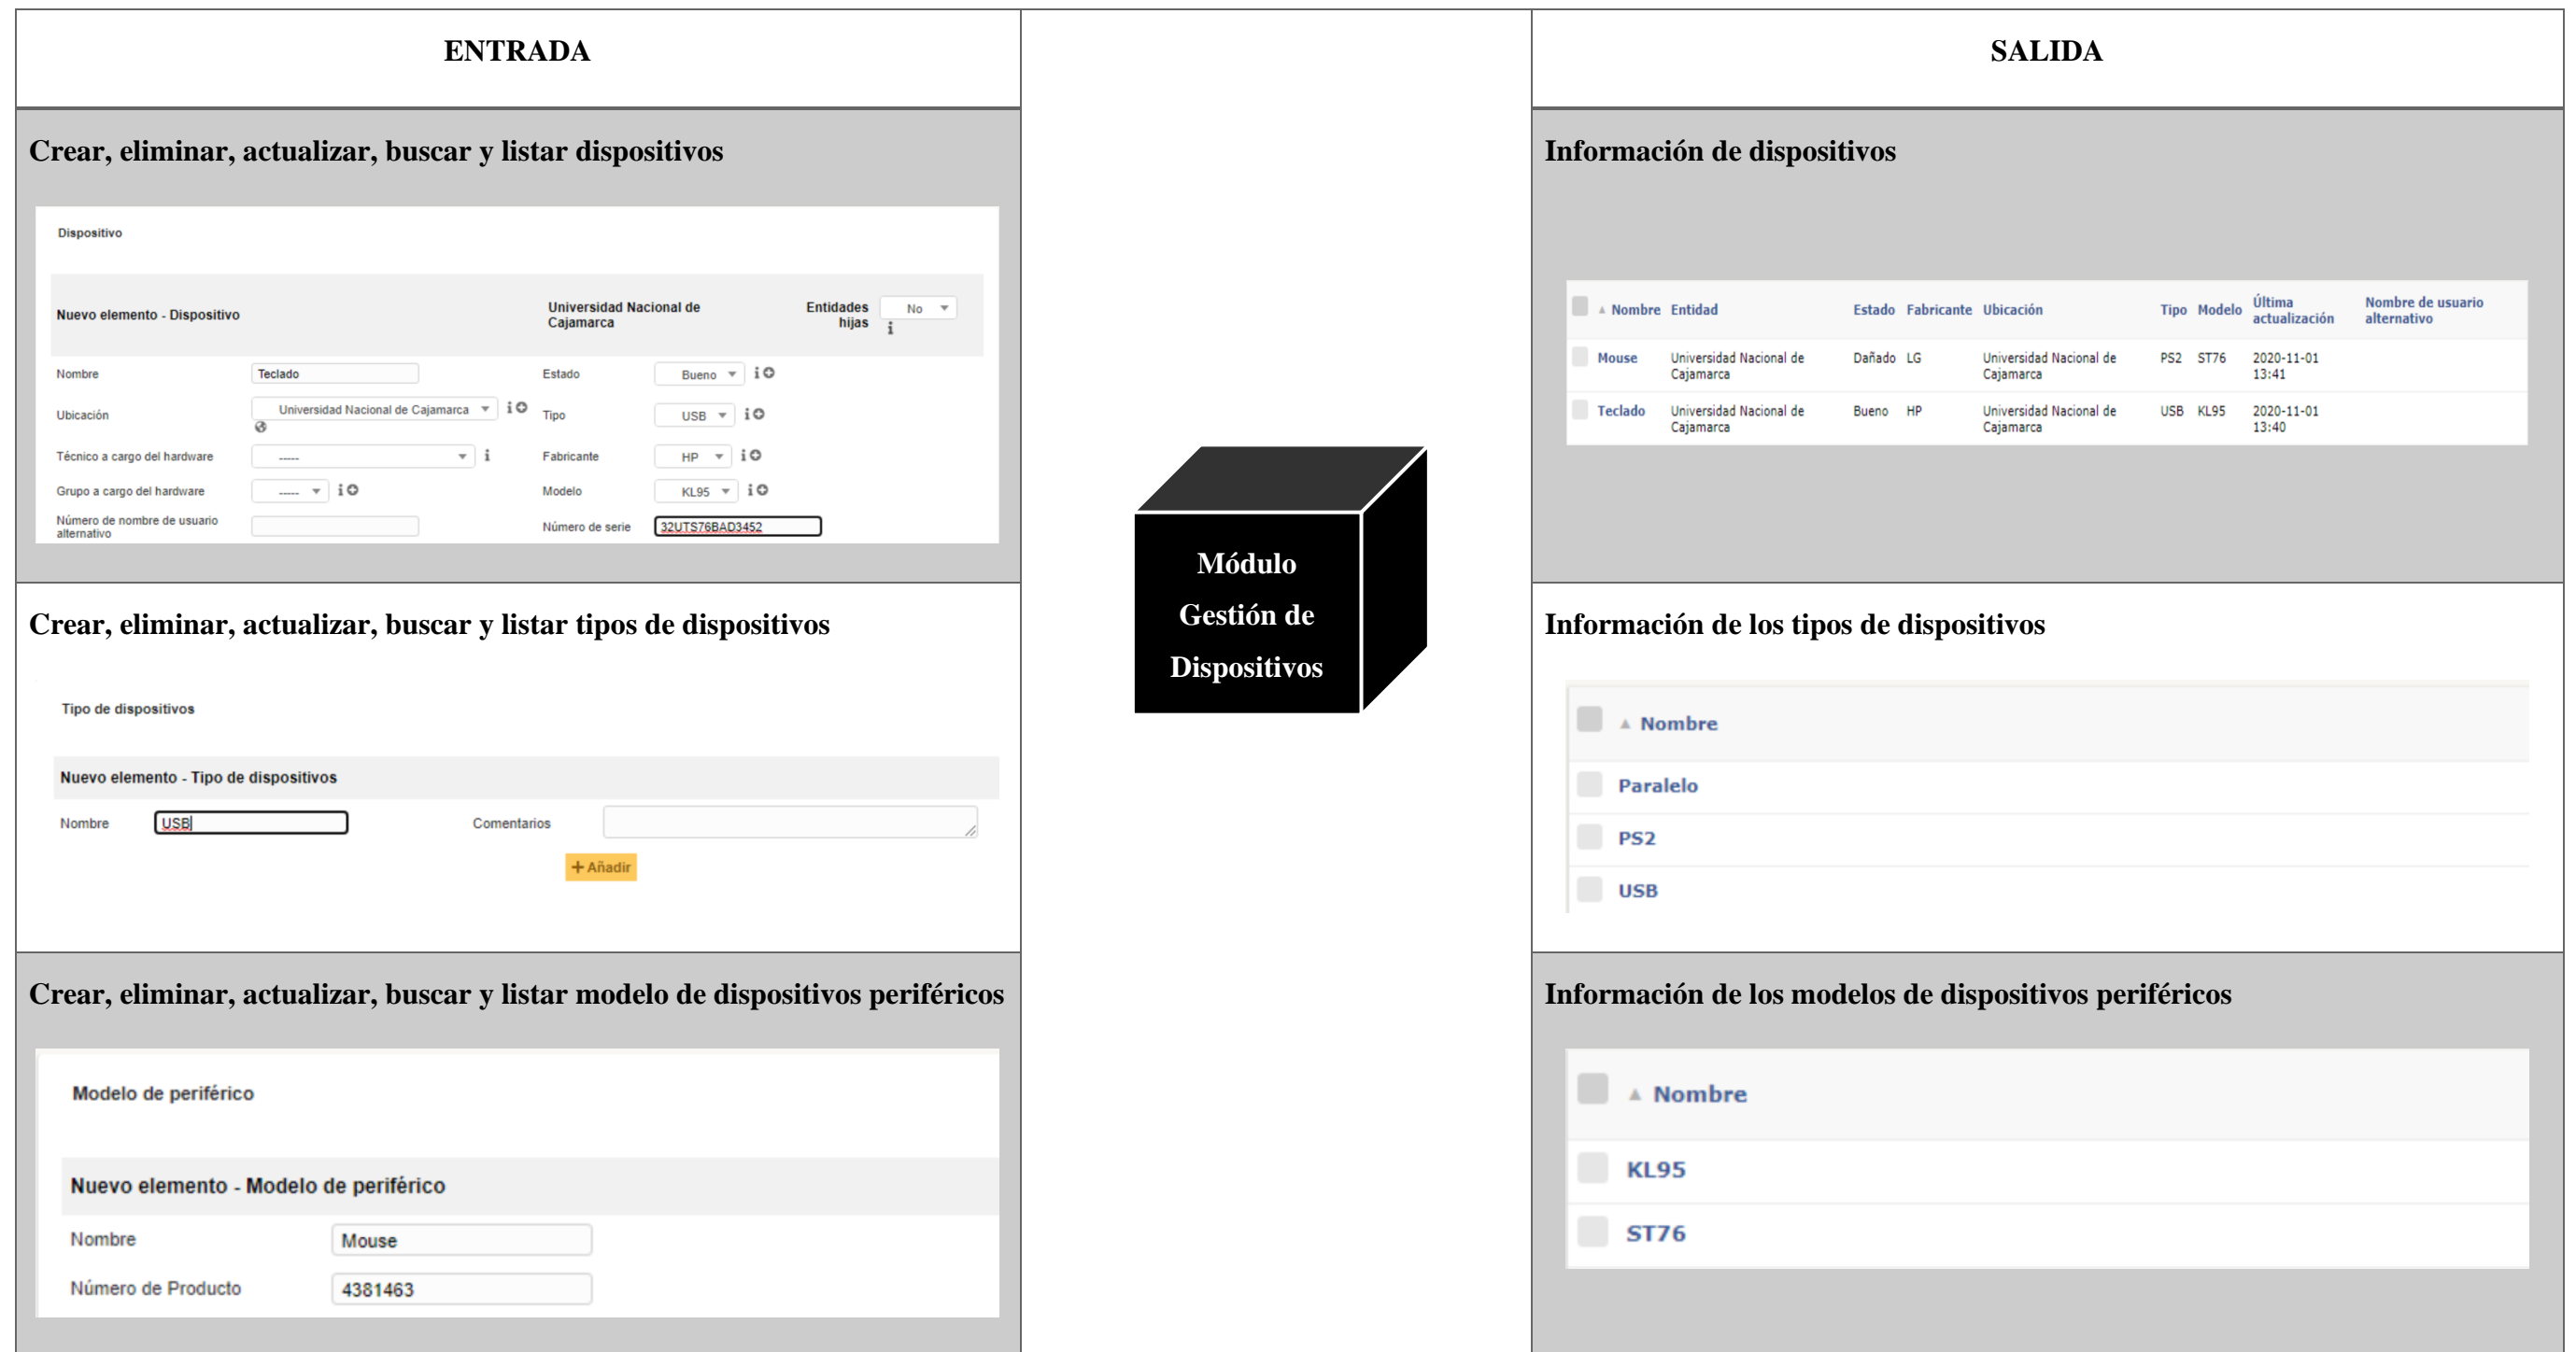 ENTRADA
SALIDA
Crear, eliminar, actualizar, buscar y listar dispositivos
Dispositivo
Nuevo elemento - Dispositivo
Universidad Nacional de
Cajamarca
Entidades
hijas
No
Nombre
Teclado
Estado
Bueno
Ubicación
Universidad Nacional de Cajamarca
Tipo
USB
Técnico a cargo del hardware
-----
Fabricante
HP
Grupo a cargo del hardware
-----
Modelo
KL95
Número de nombre de usuario
alternativo
Número de serie
32UTS76BAD3452
Información de dispositivos
Nombre Entidad Estado Fabricante Ubicación Tipo Modelo Última
actualización
Nombre de usuario
alternativo
Mouse Universidad Nacional de
Cajamarca
Dañado LG Universidad Nacional de
Cajamarca
PS2 ST76 2020-11-01
13:41
Teclado Universidad Nacional de
Cajamarca
Bueno HP Universidad Nacional de
Cajamarca
USB KL95 2020-11-01
13:40
Módulo
Gestión de
Dispositivos
Crear, eliminar, actualizar, buscar y listar tipos de dispositivos
Tipo de dispositivos
Nuevo elemento - Tipo de dispositivos
Nombre
USB
Comentarios
+ Añadir
Información de los tipos de dispositivos
Nombre
Paralelo
PS2
USB
Crear, eliminar, actualizar, buscar y listar modelo de dispositivos periféricos
Modelo de periférico
Nuevo elemento - Modelo de periférico
Nombre
Mouse
Número de Producto
4381463
Información de los modelos de dispositivos periféricos
Nombre
KL95
ST76